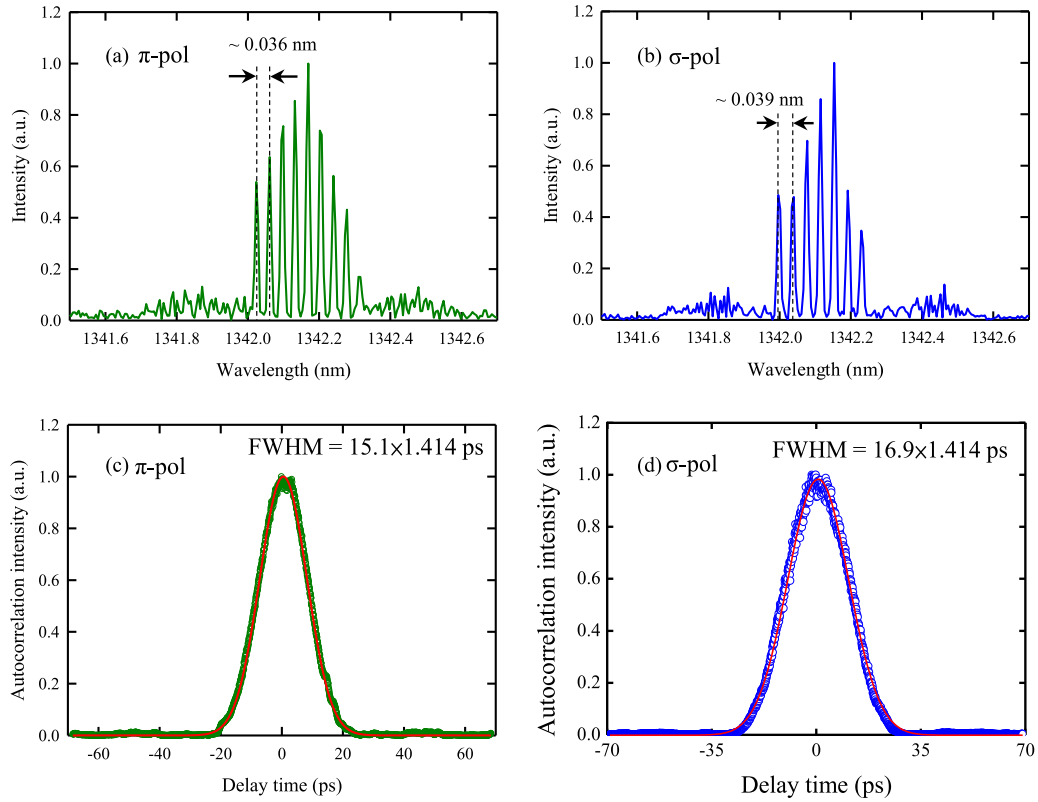 (a) π-pol
~ 0.036 nm
Intensity (a.u.)
1.2
1.0
0.8
0.6
0.4
0.2
0.0
1341.6 1341.8 1342.0 1342.2 1342.4 1342.6
Wavelength (nm)
(b) σ-pol
~ 0.039 nm
Intensity (a.u.)
1.2
1.0
0.8
0.6
0.4
0.2
0.0
1341.6 1341.8 1342.0 1342.2 1342.4 1342.6
Wavelength (nm)
(c) π-pol
FWHM = 15.1×1.414 ps
Autocorrelation intensity (a.u.)
1.2
1.0
0.8
0.6
0.4
0.2
0.0
-60 -40 -20 0 20 40 60
Delay time (ps)
(d) σ-pol
FWHM = 16.9×1.414 ps
Autocorrelation intensity (a.u.)
1.2
1.0
0.8
0.6
0.4
0.2
0.0
-70 -35 0 35 70
Delay time (ps)